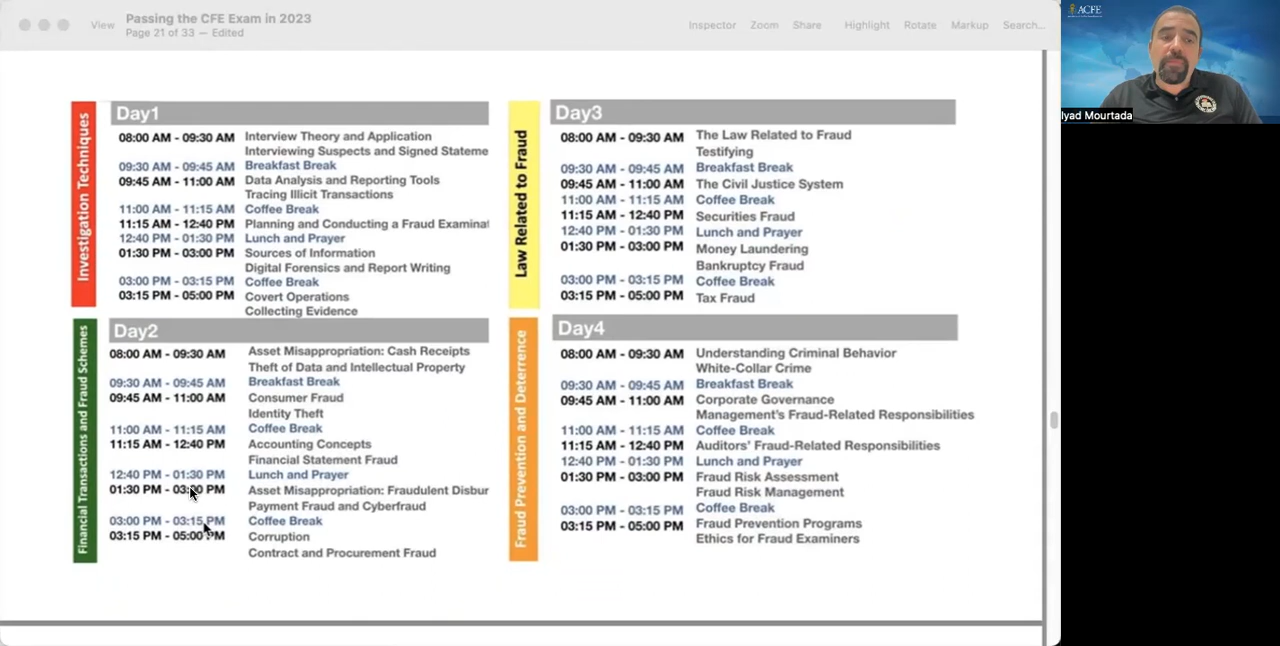 View
Passing the CFE Exam in 2023
Page 21 of 33 — Edited
Inspector Zoom Share Highlight Rotate Markup Search...
ACFE
Iyad Mourtada
Investigation Techniques
Day1
08:00 AM - 09:30 AM Interview Theory and Application
Interviewing Suspects and Signed Stateme
09:30 AM - 09:45 AM Breakfast Break
09:45 AM - 11:00 AM Data Analysis and Reporting Tools
Tracing Illicit Transactions
11:00 AM - 11:15 AM Coffee Break
11:15 AM - 12:40 PM Planning and Conducting a Fraud Examinat
12:40 PM - 01:30 PM Lunch and Prayer
01:30 PM - 03:00 PM Sources of Information
Digital Forensics and Report Writing
03:00 PM - 03:15 PM Coffee Break
03:15 PM - 05:00 PM Covert Operations
Collecting Evidence
Financial Transactions and Fraud Schemes
Day2
08:00 AM - 09:30 AM Asset Misappropriation: Cash Receipts
Theft of Data and Intellectual Property
09:30 AM - 09:45 AM Breakfast Break
09:45 AM - 11:00 AM Consumer Fraud
Identity Theft
11:00 AM - 11:15 AM Coffee Break
11:15 AM - 12:40 PM Accounting Concepts
Financial Statement Fraud
12:40 PM - 01:30 PM Lunch and Prayer
01:30 PM - 03:00 PM Asset Misappropriation: Fraudulent Disbur
Payment Fraud and Cyberfraud
03:00 PM - 03:15 PM Coffee Break
03:15 PM - 05:00 PM Corruption
Contract and Procurement Fraud
Law Related to Fraud
Day3
08:00 AM - 09:30 AM The Law Related to Fraud
Testifying
09:30 AM - 09:45 AM Breakfast Break
09:45 AM - 11:00 AM The Civil Justice System
11:00 AM - 11:15 AM Coffee Break
11:15 AM - 12:40 PM Securities Fraud
12:40 PM - 01:30 PM Lunch and Prayer
01:30 PM - 03:00 PM Money Laundering
Bankruptcy Fraud
03:00 PM - 03:15 PM Coffee Break
03:15 PM - 05:00 PM Tax Fraud
Fraud Prevention and Deterrence
Day4
08:00 AM - 09:30 AM Understanding Criminal Behavior
White-Collar Crime
09:30 AM - 09:45 AM Breakfast Break
09:45 AM - 11:00 AM Corporate Governance
Management's Fraud-Related Responsibilities
11:00 AM - 11:15 AM Coffee Break
11:15 AM - 12:40 PM Auditors' Fraud-Related Responsibilities
12:40 PM - 01:30 PM Lunch and Prayer
01:30 PM - 03:00 PM Fraud Risk Assessment
Fraud Risk Management
03:00 PM - 03:15 PM Coffee Break
03:15 PM - 05:00 PM Fraud Prevention Programs
Ethics for Fraud Examiners